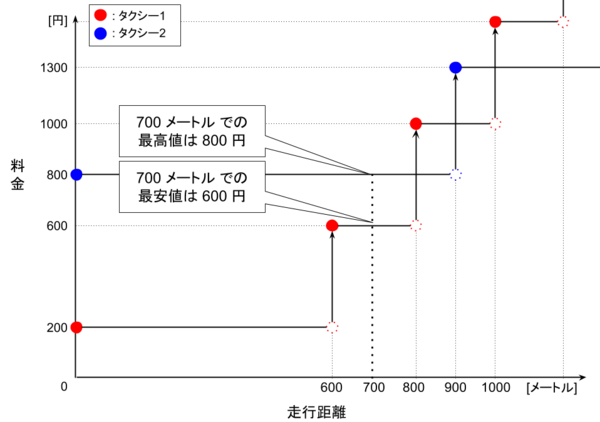 [円]
: タクシー1
: タクシー2
1300
1000
800
600
200
0
料金
700 メートル での
最高値は 800 円
700 メートル での
最安値は 600 円
600 700 800 900 1000 [メートル]
走行距離